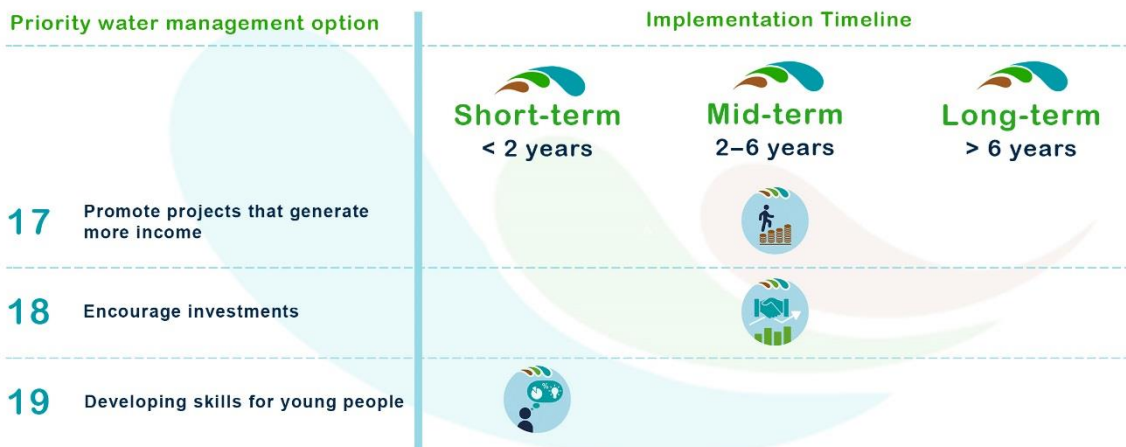 Priority water management option
Implementation Timeline
Short-term
< 2 years
Mid-term
2–6 years
Long-term
> 6 years
17
Promote projects that generate
more income
18
Encourage investments
19
Developing skills for young people